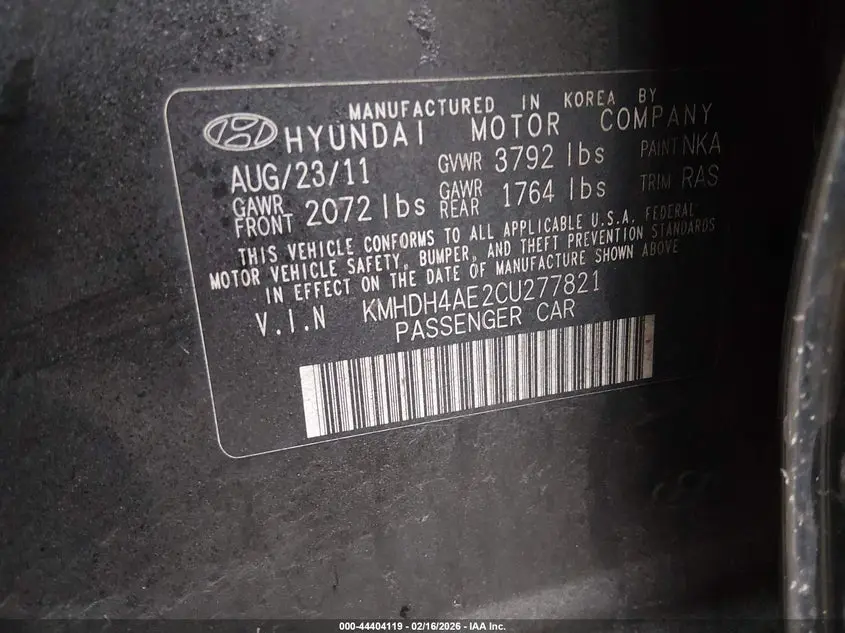 MANUFACTURED IN KOREA BY
HYUNDAI MOTOR COMPANY
AUG/23/11 GVWR 3792 lbs PAINT NKA
GAWR FRONT 2072 lbs GAWR REAR 1764 lbs TRIM RAS
THIS VEHICLE CONFORMS TO ALL APPLICABLE U.S.A. FEDERAL
MOTOR VEHICLE SAFETY, BUMPER, AND THEFT PREVENTION STANDARDS
IN EFFECT ON THE DATE OF MANUFACTURE SHOWN ABOVE
V.I.N KMHDH4AE2CU277821
PASSENGER CAR
000-44404119 - 02/16/2026 - IAA Inc.